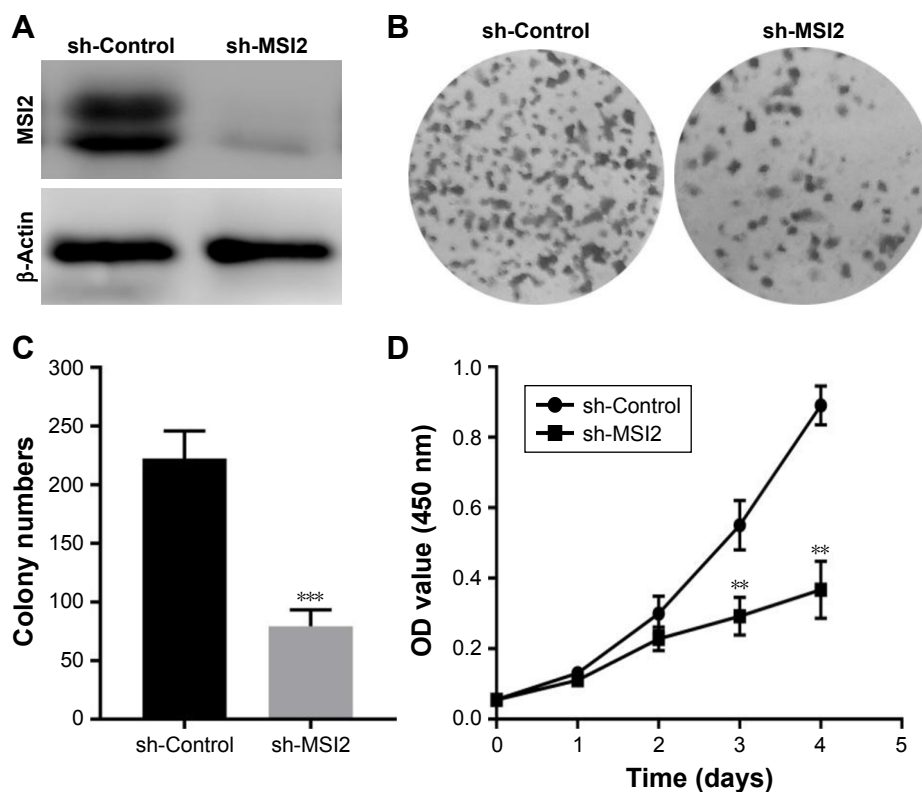 A
sh-Control sh-MSI2
MSI2
β-Actin
B
sh-Control sh-MSI2
C
300
250
200
150
100
50
0
Colony numbers
***
sh-Control sh-MSI2
D
1.0
0.8
0.6
0.4
0.2
0.0
OD value (450 nm)
sh-Control
sh-MSI2
** **
0 1 2 3 4 5
Time (days)